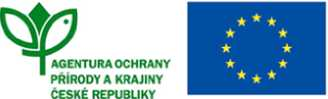 AGENTURA OCHRANY
PŘÍRODY A KRAJINY
ČESKÉ REPUBLIKY